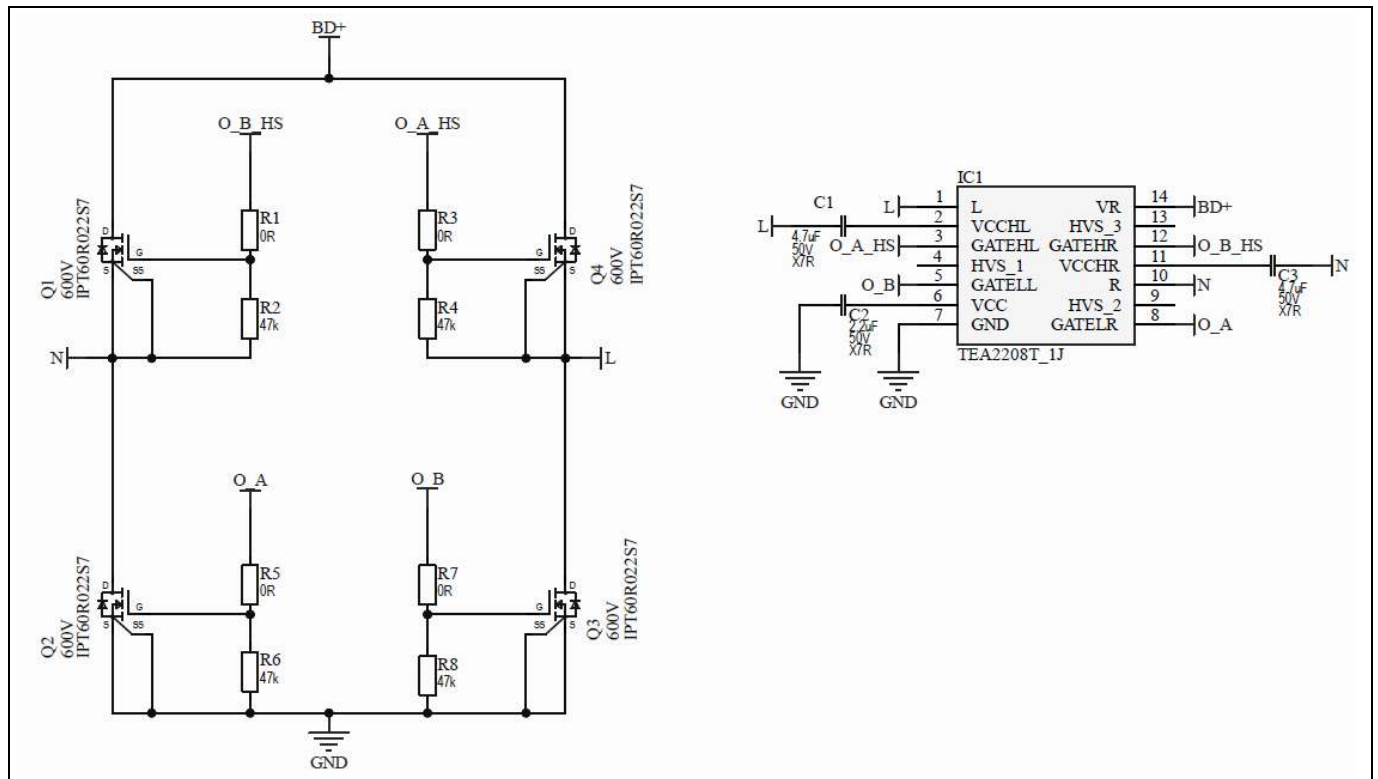 BD+
O_B_HS
O_A_HS
R1
0R
R3
0R
D
G
S
SS
Q1
600V
IPT60R022S7
D
G
S
SS
Q4
600V
IPT60R022S7
R2
47k
R4
47k
N
L
O_A
O_B
R5
0R
R7
0R
D
G
S
SS
Q2
600V
IPT60R022S7
D
G
S
SS
Q3
600V
IPT60R022S7
R6
47k
R8
47k
GND
IC1
L 1 L VR 14 BD+
L C1 2 VCCHL HVS_3 13
4.7uF
50V
X7R
O_A_HS 3 GATEHL GATEHR 12 O_B_HS
4 HVS_1 VCCHR 11 N
C3
4.7uF
50V
X7R
O_B 5 GATELL R 10 N
6 VCC HVS_2 9
C2
2.2uF
50V
X7R
7 GND GATELR 8 O_A
TEA2208T_1J
GND
GND